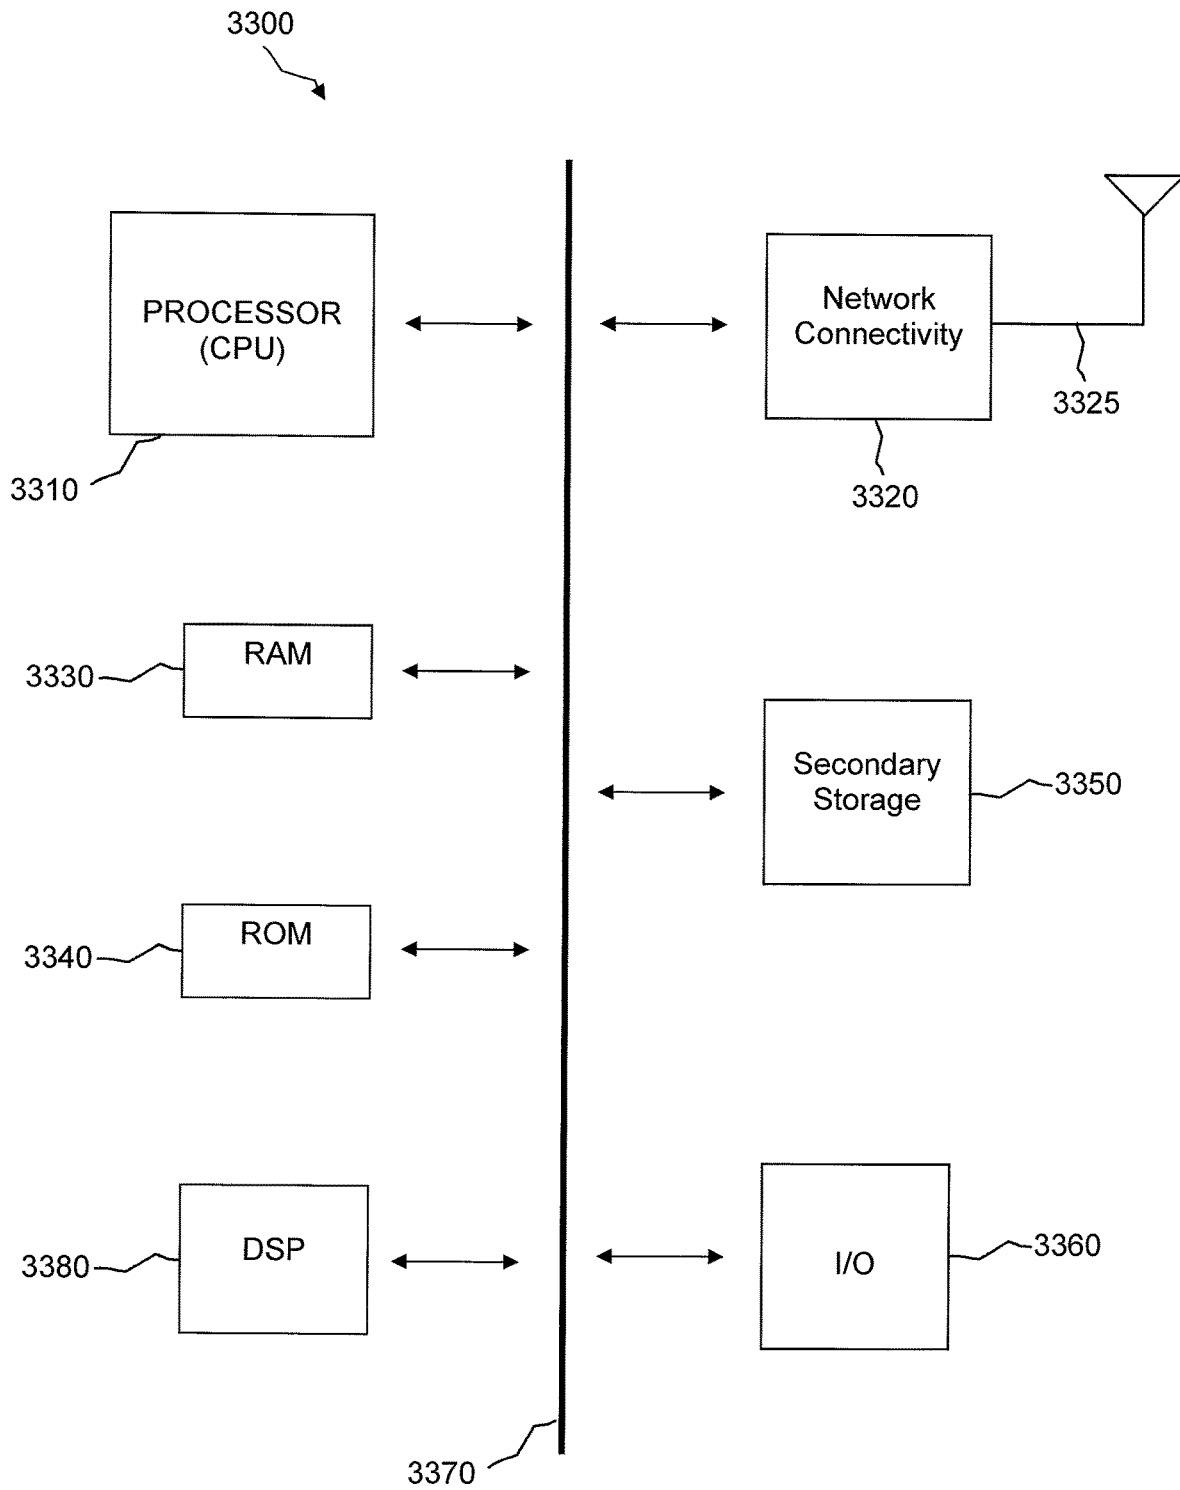 3300
PROCESSOR
(CPU)
3310
Network
Connectivity
3325
3320
RAM
3330
Secondary
Storage
3350
ROM
3340
DSP
3380
I/O
3360
3370